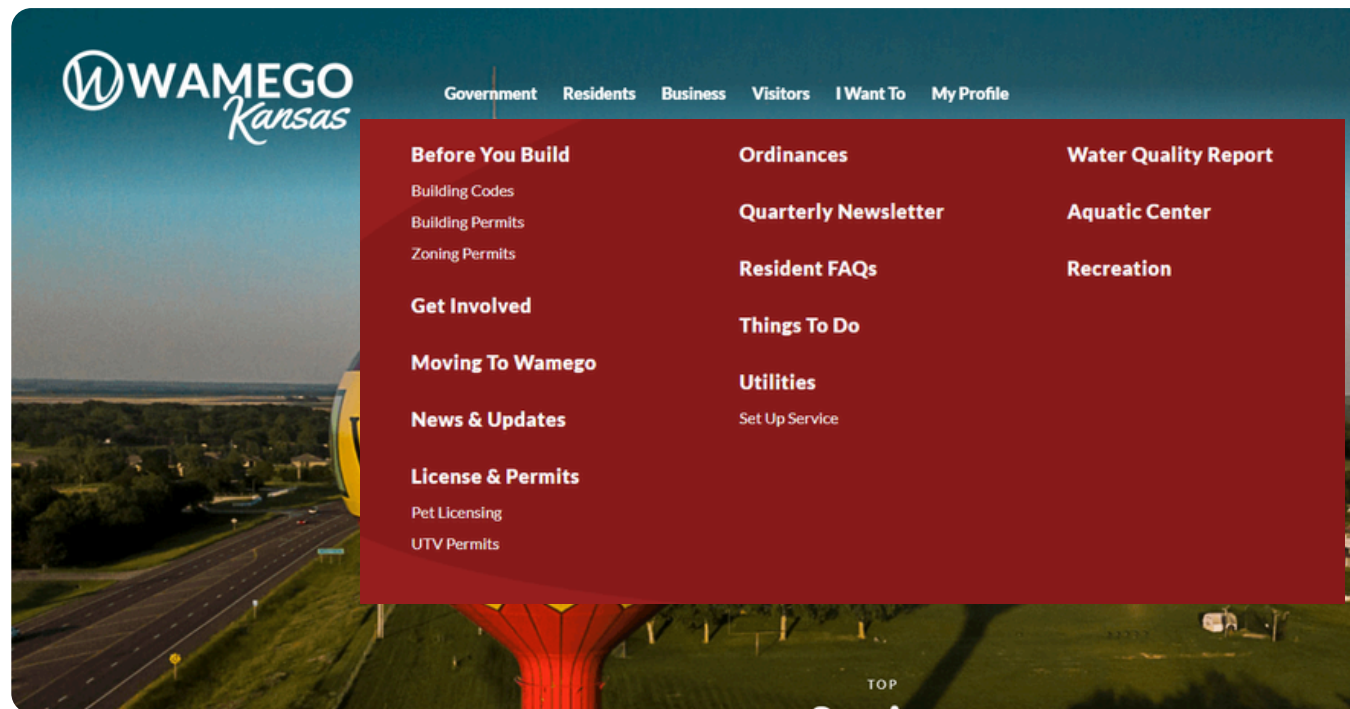 WAMEGO
Kansas
Government Residents Business Visitors I Want To My Profile
Before You Build
Building Codes
Building Permits
Zoning Permits
Get Involved
Moving To Wamego
News & Updates
License & Permits
Pet Licensing
UTV Permits
Ordinances
Quarterly Newsletter
Resident FAQs
Things To Do
Utilities
Set Up Service
Water Quality Report
Aquatic Center
Recreation
TOP